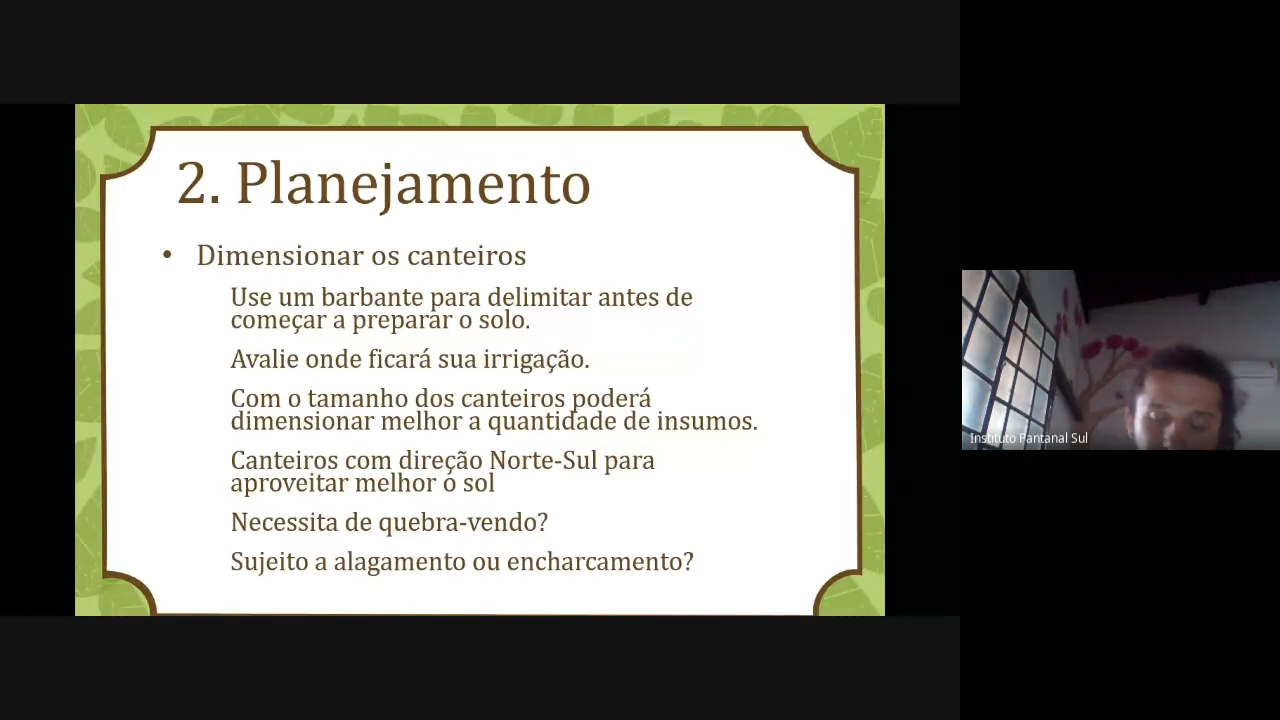 2. Planejamento
• Dimensionar os canteiros
Use um barbante para delimitar antes de
começar a preparar o solo.
Avalie onde ficará sua irrigação.
Com o tamanho dos canteiros poderá
dimensionar melhor a quantidade de insumos.
Canteiros com direção Norte-Sul para
aproveitar melhor o sol
Necessita de quebra-vendo?
Sujeito a alagamento ou encharcamento?
Instituto Pantanal Sul